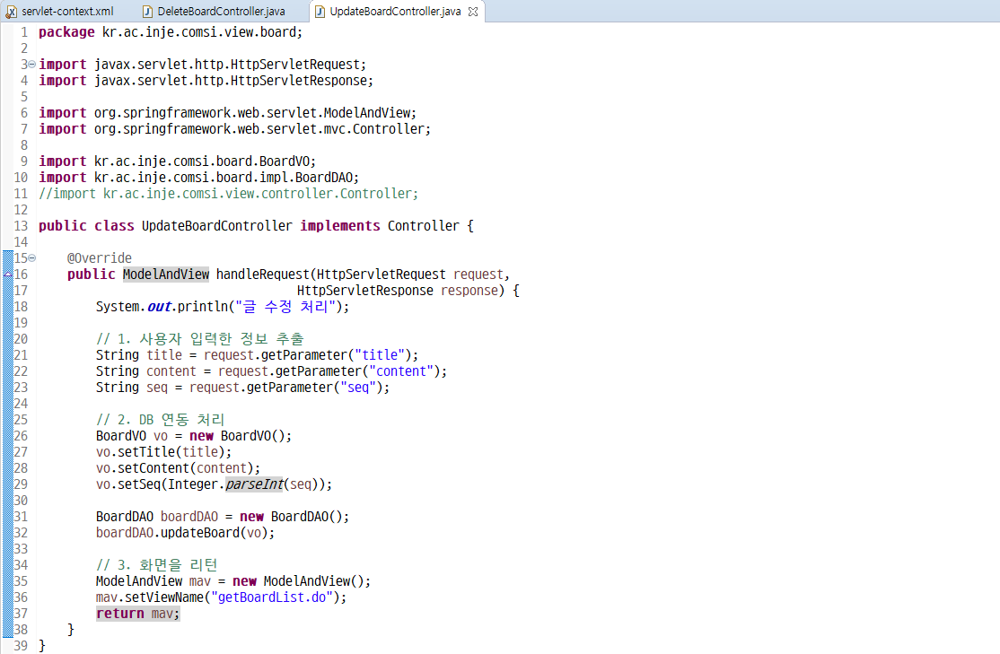 servlet-context.xml DeleteBoardController.java UpdateBoardController.java
1 package kr.ac.inje.comsi.view.board;
2
3 import javax.servlet.http.HttpServletRequest;
4 import javax.servlet.http.HttpServletResponse;
5
6 import org.springframework.web.servlet.ModelAndView;
7 import org.springframework.web.servlet.mvc.Controller;
8
9 import kr.ac.inje.comsi.board.BoardVO;
10 import kr.ac.inje.comsi.board.impl.BoardDAO;
11 //import kr.ac.inje.comsi.view.controller.Controller;
12
13 public class UpdateBoardController implements Controller {
14
15 @Override
16 public ModelAndView handleRequest(HttpServletRequest request,
17 HttpServletResponse response) {
18 System.out.println("글 수정 처리");
19
20 // 1. 사용자 입력한 정보 추출
21 String title = request.getParameter("title");
22 String content = request.getParameter("content");
23 String seq = request.getParameter("seq");
24
25 // 2. DB 연동 처리
26 BoardVO vo = new BoardVO();
27 vo.setTitle(title);
28 vo.setContent(content);
29 vo.setSeq(Integer.parseInt(seq));
30
31 BoardDAO boardDAO = new BoardDAO();
32 boardDAO.updateBoard(vo);
33
34 // 3. 화면을 리턴
35 ModelAndView mav = new ModelAndView();
36 mav.setViewName("getBoardList.do");
37 return mav;
38 }
39 }